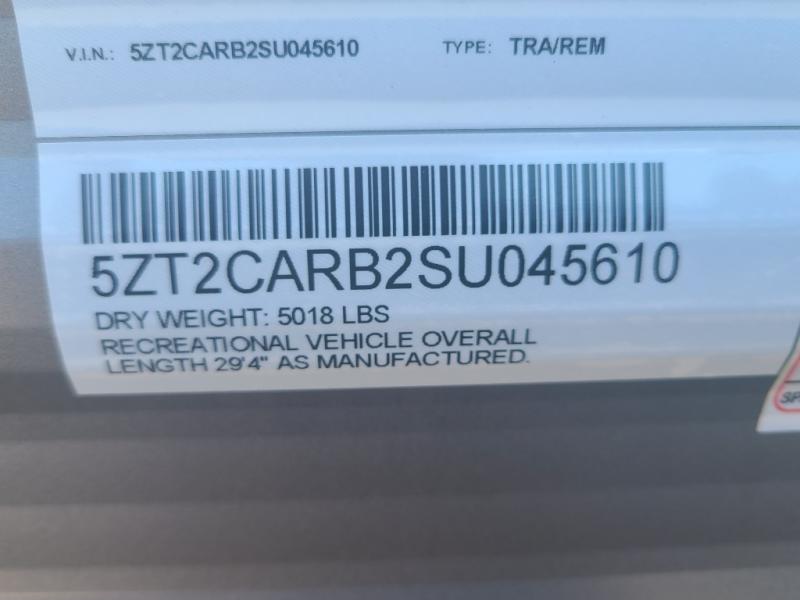 V.I.N.: 5ZT2CARB2SU045610 TYPE: TRA/REM
5ZT2CARB2SU045610
DRY WEIGHT: 5018 LBS
RECREATIONAL VEHICLE OVERALL
LENGTH 29'4" AS MANUFACTURED.